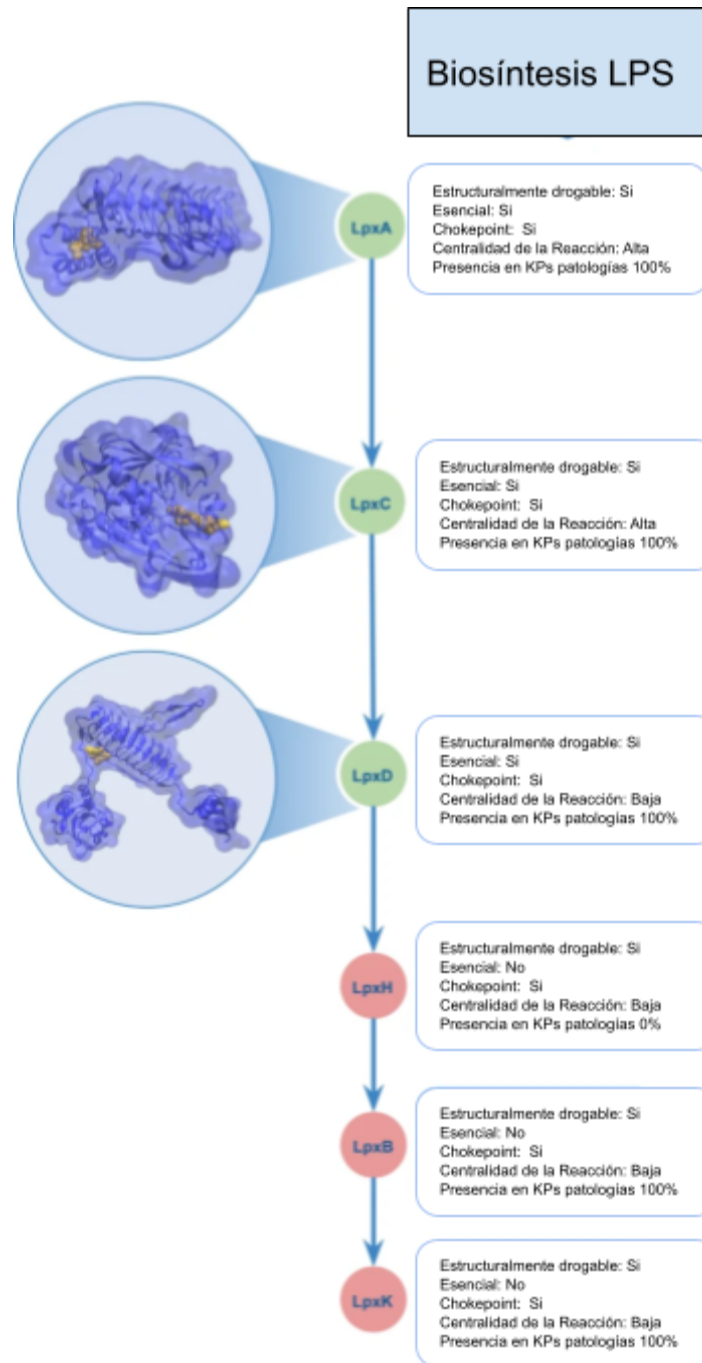 Biosíntesis LPS
LpxA
Estructuralmente drogable: Si
Esencial: Si
Chokepoint: Si
Centralidad de la Reacción: Alta
Presencia en KPs patologías 100%
LpxC
Estructuralmente drogable: Si
Esencial: Si
Chokepoint: Si
Centralidad de la Reacción: Alta
Presencia en KPs patologías 100%
LpxD
Estructuralmente drogable: Si
Esencial: Si
Chokepoint: Si
Centralidad de la Reacción: Baja
Presencia en KPs patologías 100%
LpxH
Estructuralmente drogable: Si
Esencial: No
Chokepoint: Si
Centralidad de la Reacción: Baja
Presencia en KPs patologías 0%
LpxB
Estructuralmente drogable: Si
Esencial: No
Chokepoint: Si
Centralidad de la Reacción: Baja
Presencia en KPs patologías 100%
LpxK
Estructuralmente drogable: Si
Esencial: No
Chokepoint: Si
Centralidad de la Reacción: Baja
Presencia en KPs patologías 100%